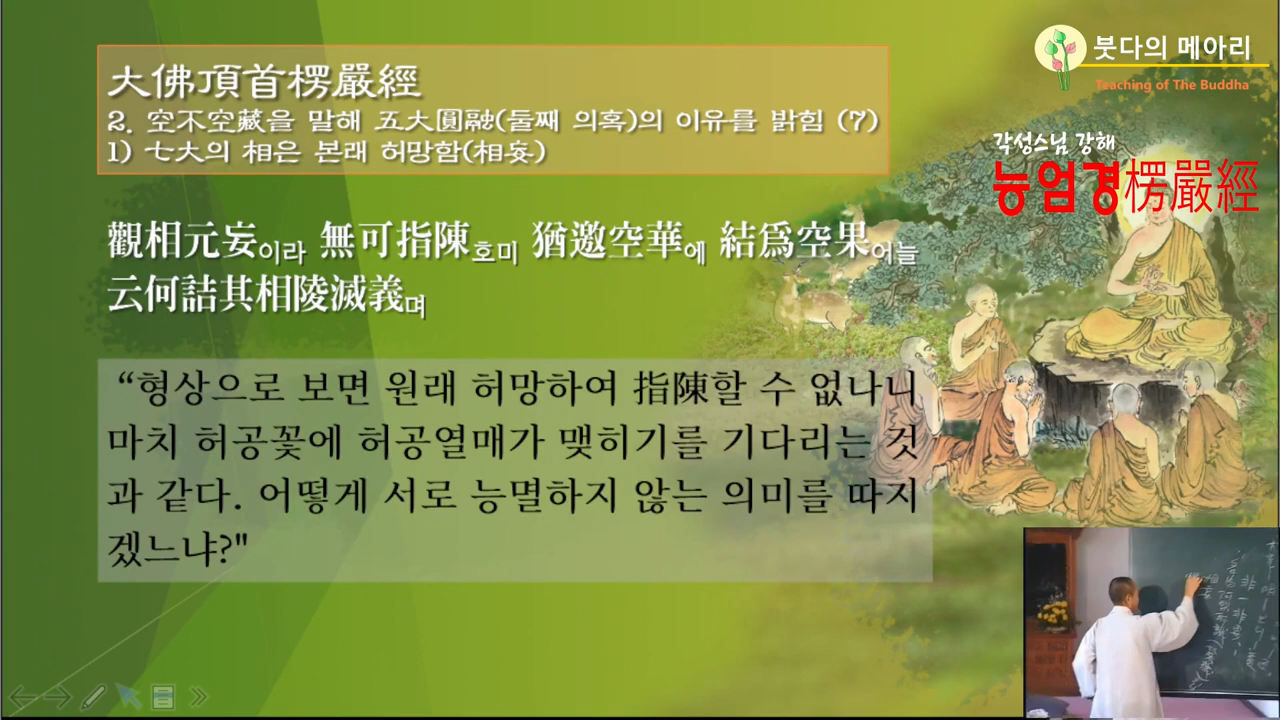 大佛頂首楞嚴經
2. 空不空藏을 말해 五大圓融(둘째 의혹)의 이유를 밝힘 (7)
1) 七大의 相은 본래 허망함(相妄)
觀相元妄이라 無可指陳호미 猶邀空華에 結爲空果어늘
云何詰其相陵滅義며
“형상으로 보면 원래 허망하여 指陳할 수 없나니
마치 허공꽃에 허공열매가 맺히기를 기다리는 것
과 같다. 어떻게 서로 능멸하지 않는 의미를 따지
겠느냐?"
붓다의 메아리
Teaching of The Buddha
각성스님 강해
능엄경楞嚴經